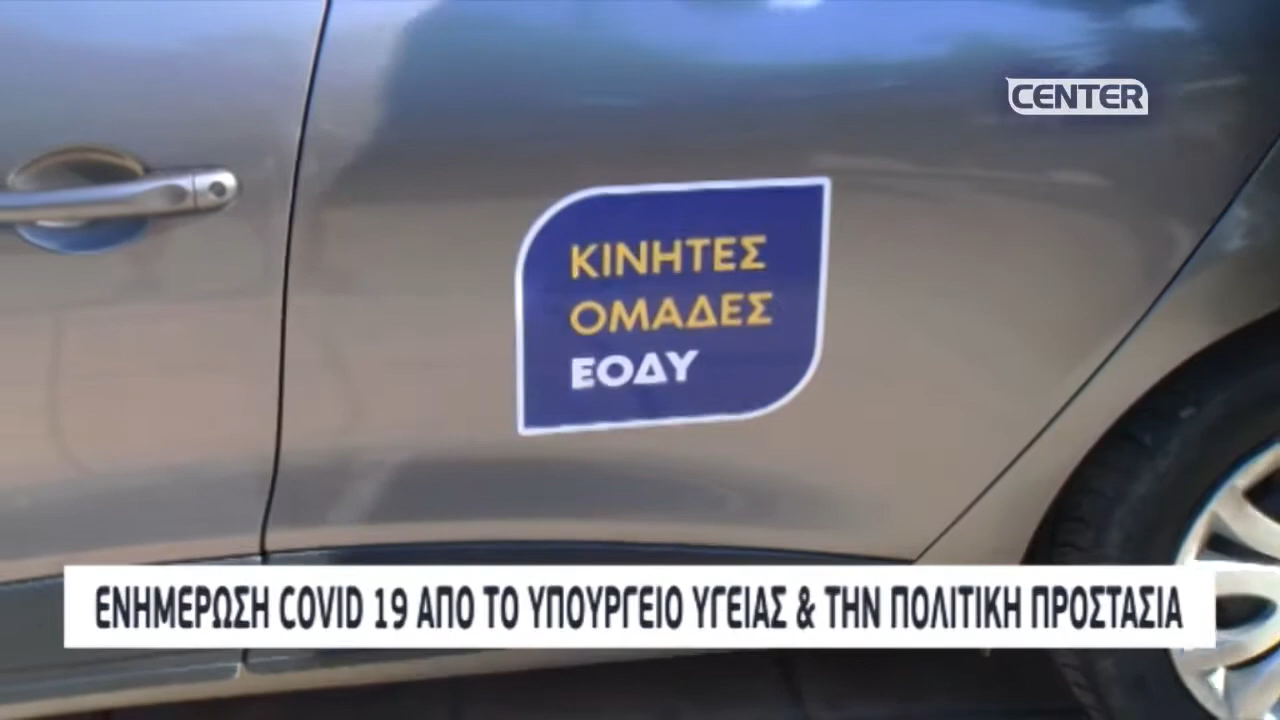 CENTER
ΚΙΝΗΤΕΣ
ΟΜΑΔΕΣ
ΕΟΔΥ
ΕΝΗΜΕΡΩΣΗ COVID 19 ΑΠΟ ΤΟ ΥΠΟΥΡΓΕΙΟ ΥΓΕΙΑΣ & ΤΗΝ ΠΟΛΙΤΙΚΗ ΠΡΟΣΤΑΣΙΑ